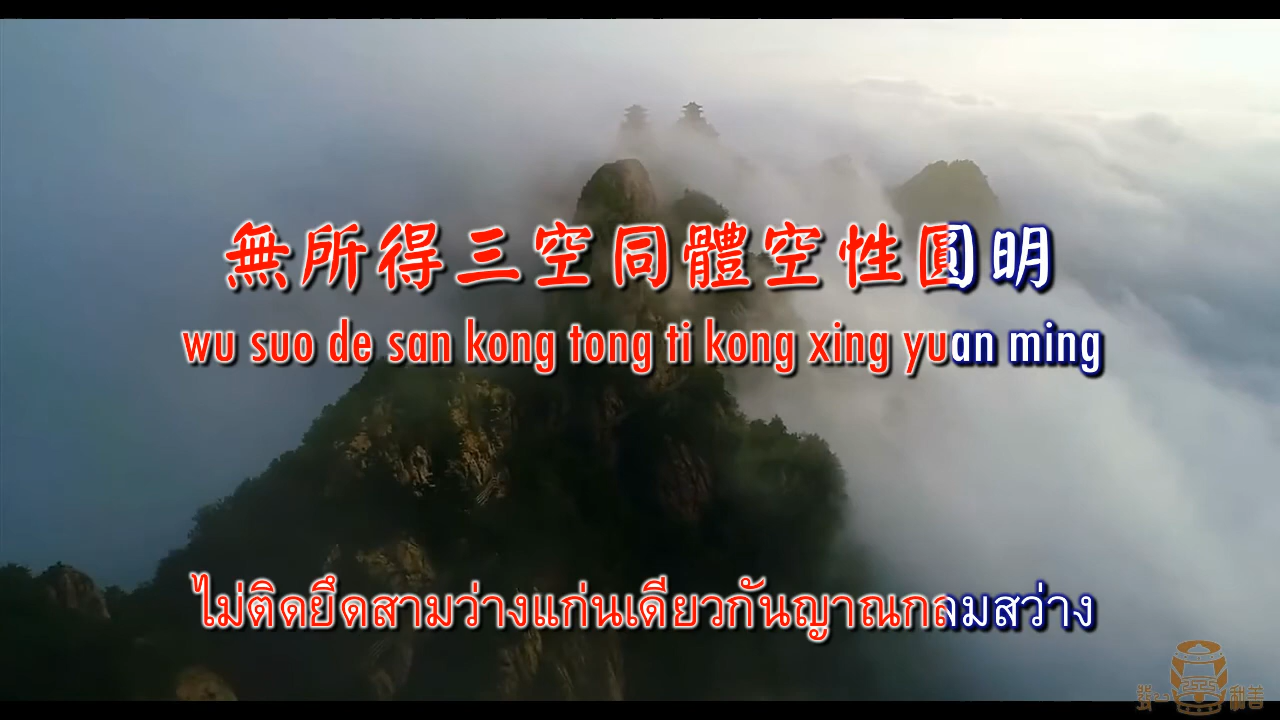 無所得三空同體空性圓明
wu suo de san kong tong ti kong xing yuan ming
ไม่ติดยึดสามว่างแก่นเดียวกันญาณกลมสว่าง
2525